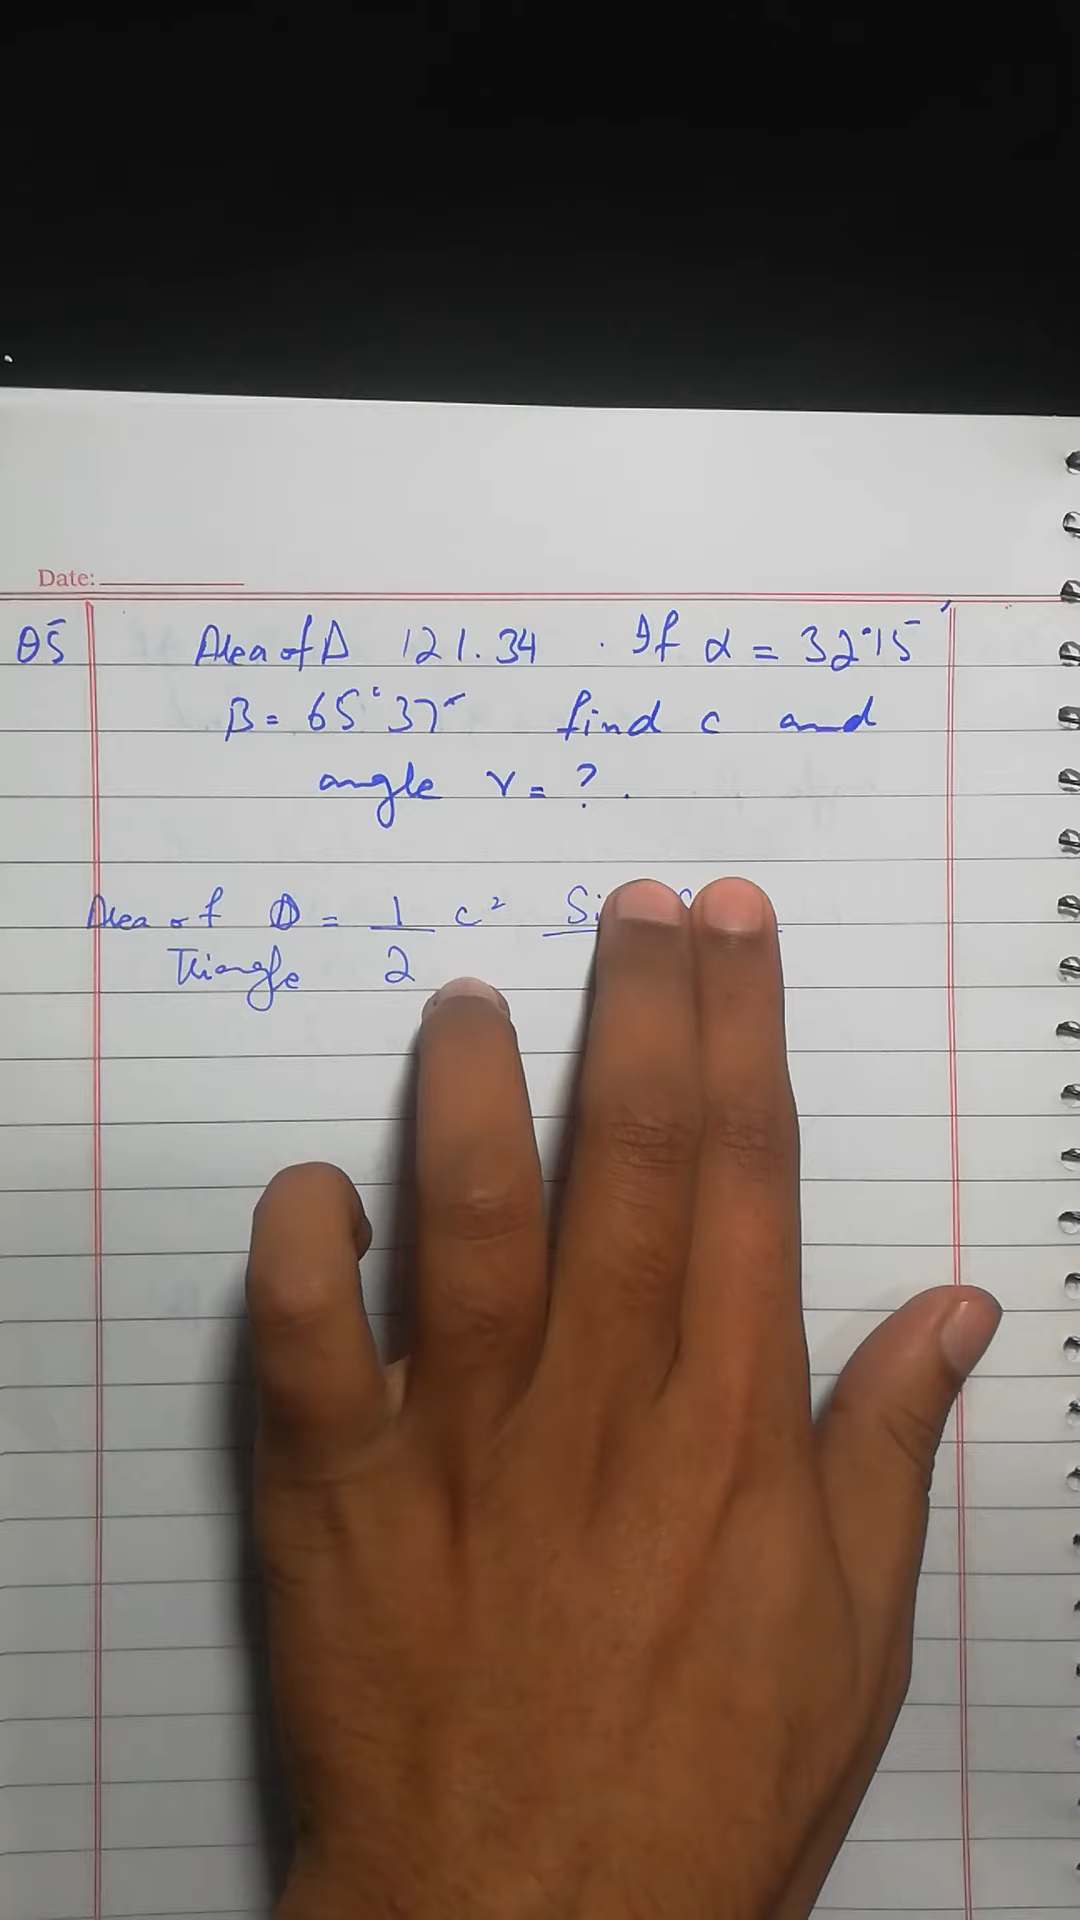 Date:
Q5 Area of Δ 121.34 . If α = 32°15'
β = 65°37' find c and
angle γ = ?.
Area of Δ = 1 c²
Triangle 2